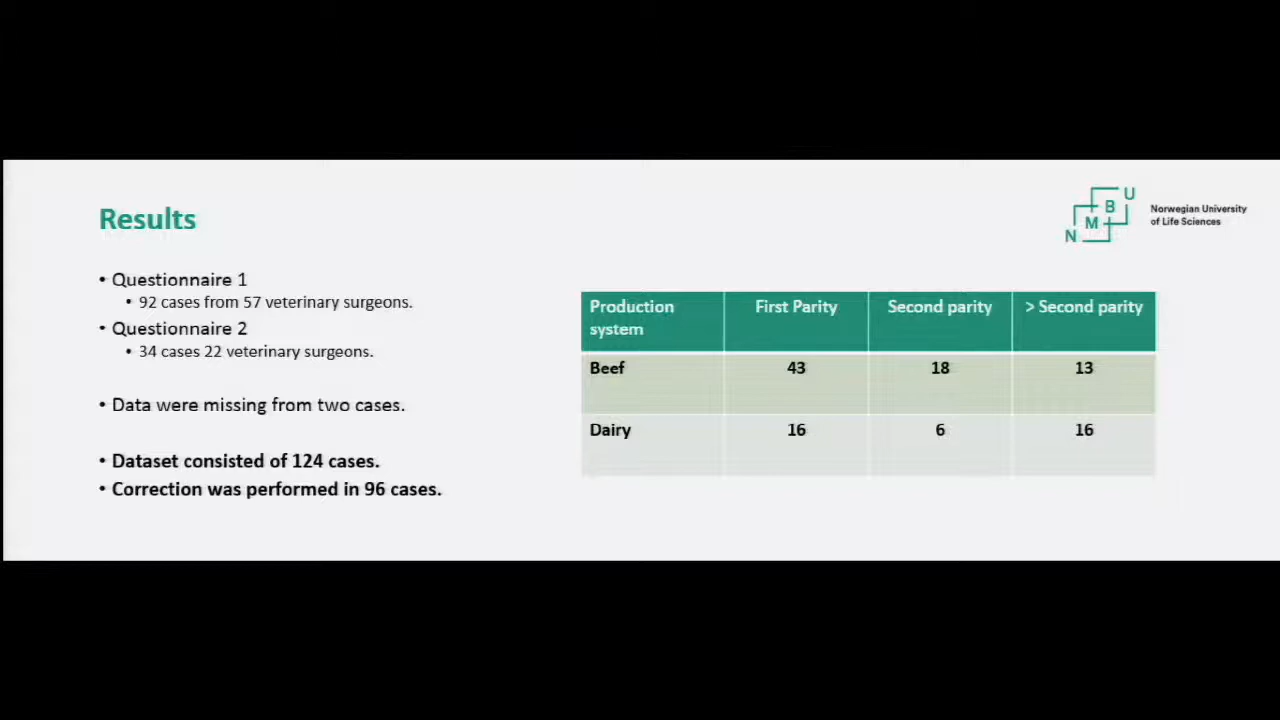 Results
N M B U
Norwegian University
of Life Sciences
• Questionnaire 1
• 92 cases from 57 veterinary surgeons.
• Questionnaire 2
• 34 cases 22 veterinary surgeons.
• Data were missing from two cases.
• Dataset consisted of 124 cases.
• Correction was performed in 96 cases.
Production system First Parity Second parity > Second parity
Beef 43 18 13
Dairy 16 6 16